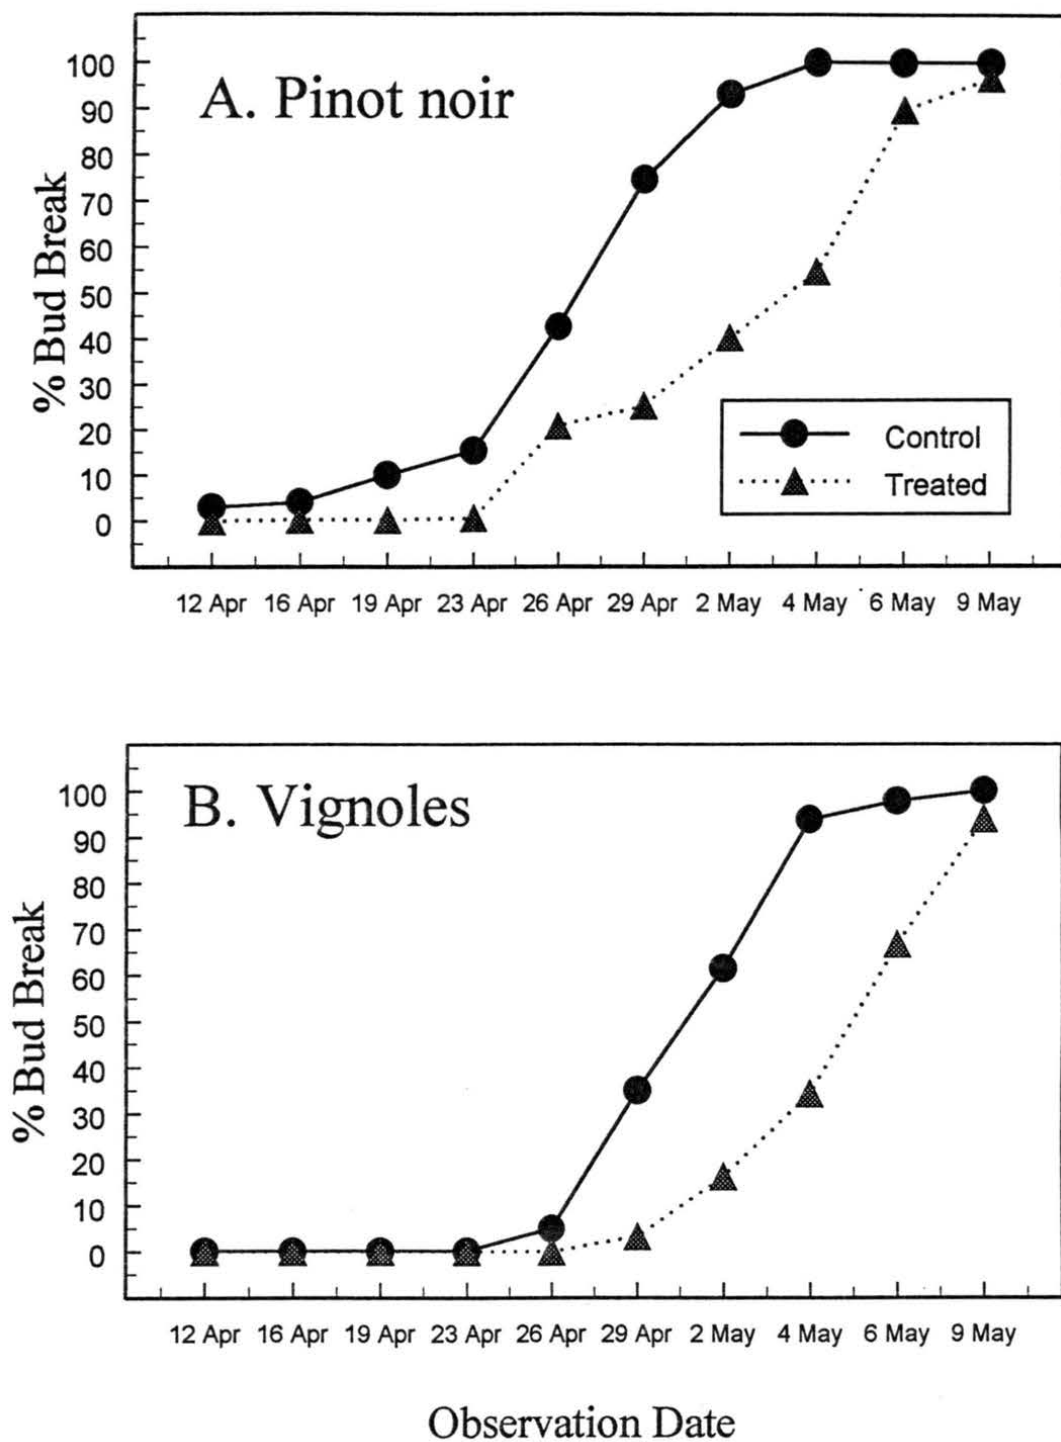 A. Pinot noir
% Bud Break
100
90
80
70
60
50
40
30
20
10
0
Control
Treated
12 Apr 16 Apr 19 Apr 23 Apr 26 Apr 29 Apr 2 May 4 May 6 May 9 May
B. Vignoles
% Bud Break
100
90
80
70
60
50
40
30
20
10
0
12 Apr 16 Apr 19 Apr 23 Apr 26 Apr 29 Apr 2 May 4 May 6 May 9 May
Observation Date